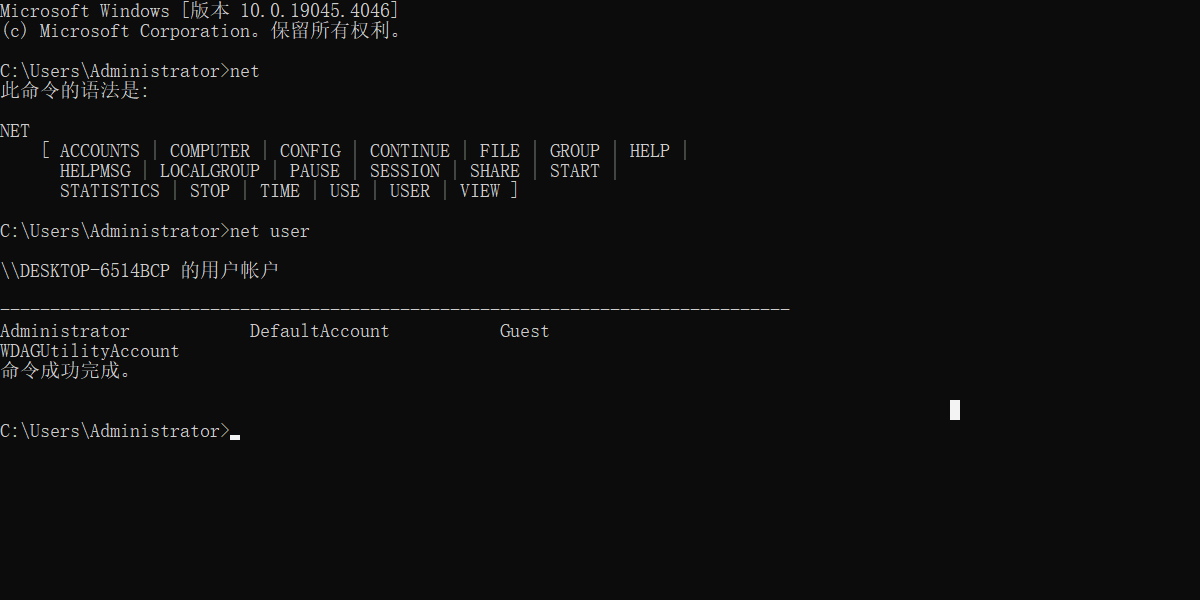 Microsoft Windows [版本 10.0.19045.4046]
(c) Microsoft Corporation。保留所有权利。
C:\Users\Administrator>net
此命令的语法是:
NET
[ ACCOUNTS | COMPUTER | CONFIG | CONTINUE | FILE | GROUP | HELP |
HELPMSG | LOCALGROUP | PAUSE | SESSION | SHARE | START |
STATISTICS | STOP | TIME | USE | USER | VIEW ]
C:\Users\Administrator>net user
\\DESKTOP-6514BCP 的用户帐户
-------------------------------------------------------------------------------
Administrator DefaultAccount Guest
WDAGUtilityAccount
命令成功完成。
C:\Users\Administrator>